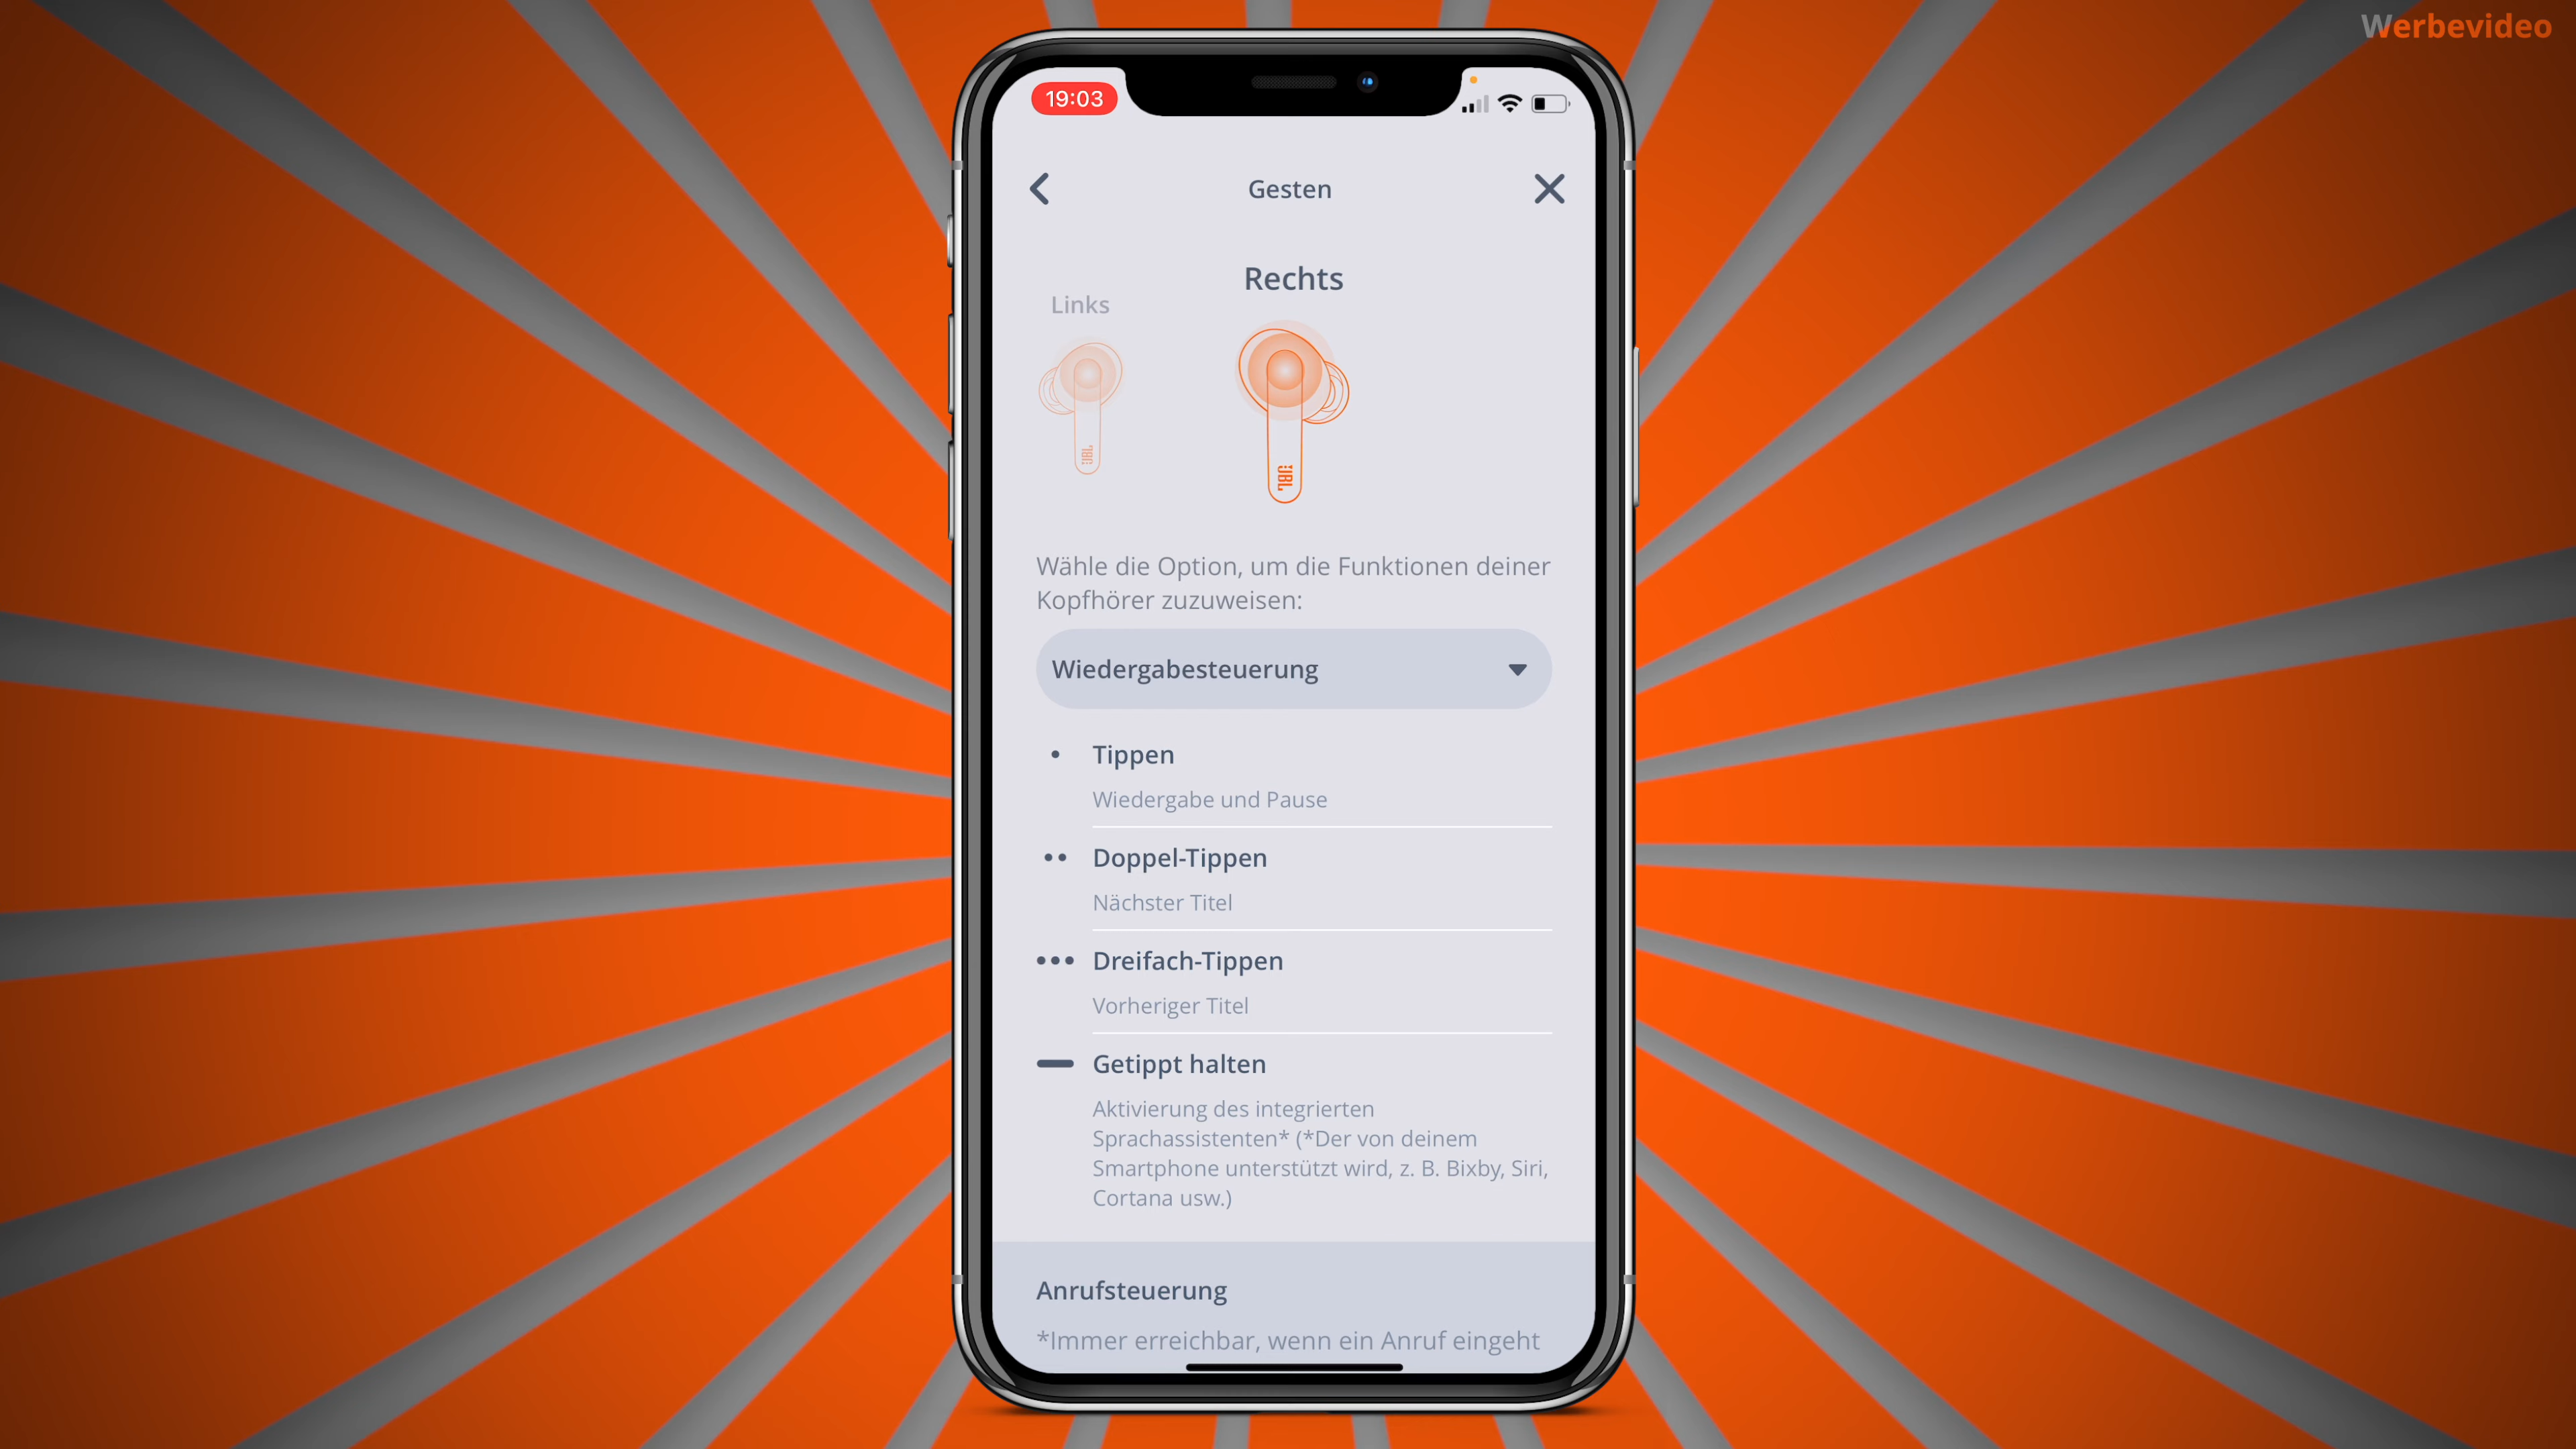 Werbevideo
19:03
Gesten
Rechts
Links
JBL
JBL
Wähle die Option, um die Funktionen deiner
Kopfhörer zuzuweisen:
Wiedergabesteuerung
Tippen
Wiedergabe und Pause
Doppel-Tippen
Nächster Titel
Dreifach-Tippen
Vorheriger Titel
Getippt halten
Aktivierung des integrierten
Sprachassistenten* (*Der von deinem
Smartphone unterstützt wird, z. B. Bixby, Siri,
Cortana usw.)
Anrufsteuerung
*Immer erreichbar, wenn ein Anruf eingeht